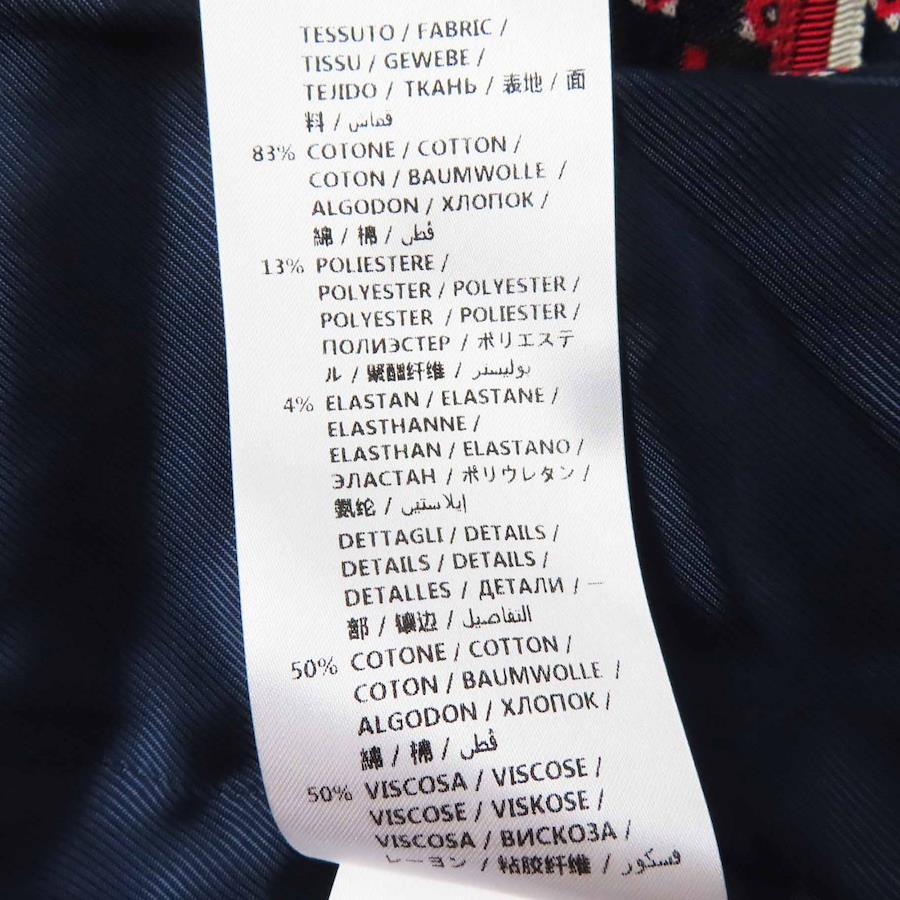 TESSUTO / FABRIC /
TISSU / GEWEBE /
TEJIDO / ТКАНЬ / 表地 / 面
料 / قماس
83% COTONE / COTTON /
COTON / BAUMWOLLE /
ALGODON / ХЛОПОК /
綿 / 棉 / قُطن
13% POLIESTERE /
POLYESTER / POLYESTER /
POLYESTER / POLIESTER /
ПОЛИЭСТЕР / ポリエステ
ル / 聚酯纤维 / بوليستر
4% ELASTAN / ELASTANE /
ELASTHANNE /
ELASTHAN / ELASTANO /
ЭЛАСТАН / ポリウレタン /
氨纶 / إيلاستين
DETTAGLI / DETAILS /
DETAILS / DETAILS /
DETALLES / ДЕТАЛИ / 一
部 / 镶边 / التفاصيل
50% COTONE / COTTON /
COTON / BAUMWOLLE /
ALGODON / ХЛОПОК /
綿 / 棉 / قُطن
50% VISCOSA / VISCOSE /
VISCOSE / VISKOSE /
VISCOSA / ВИСКОЗА /
レーヨン / 粘胶纤维 / فسكوز